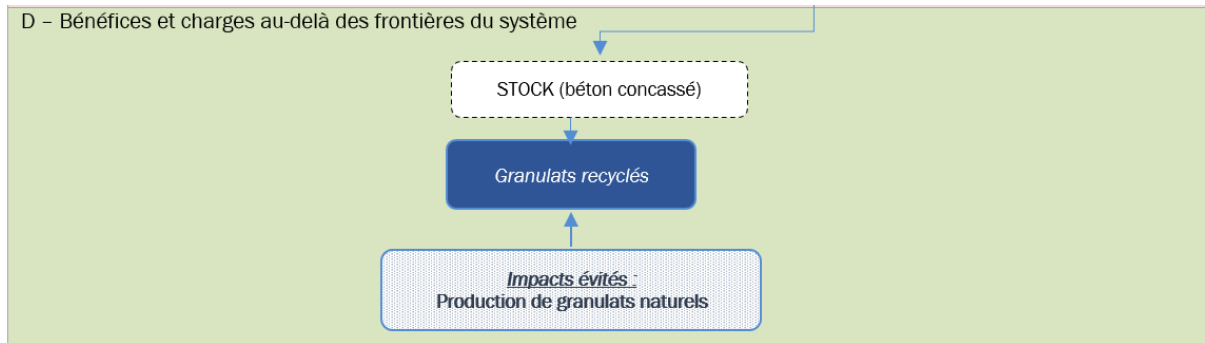 D – Bénéfices et charges au-delà des frontières du système
STOCK (béton concassé)
Granulats recyclés
Impacts évités :
Production de granulats naturels